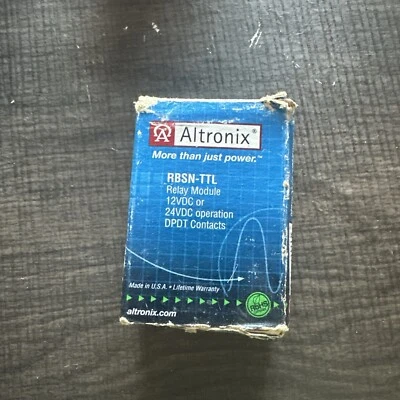 Altronix®
More than just power.™
RBSN-TTL
Relay Module
12VDC or
24VDC operation
DPDT Contacts
Made in U.S.A. • Lifetime Warranty
altronix.com